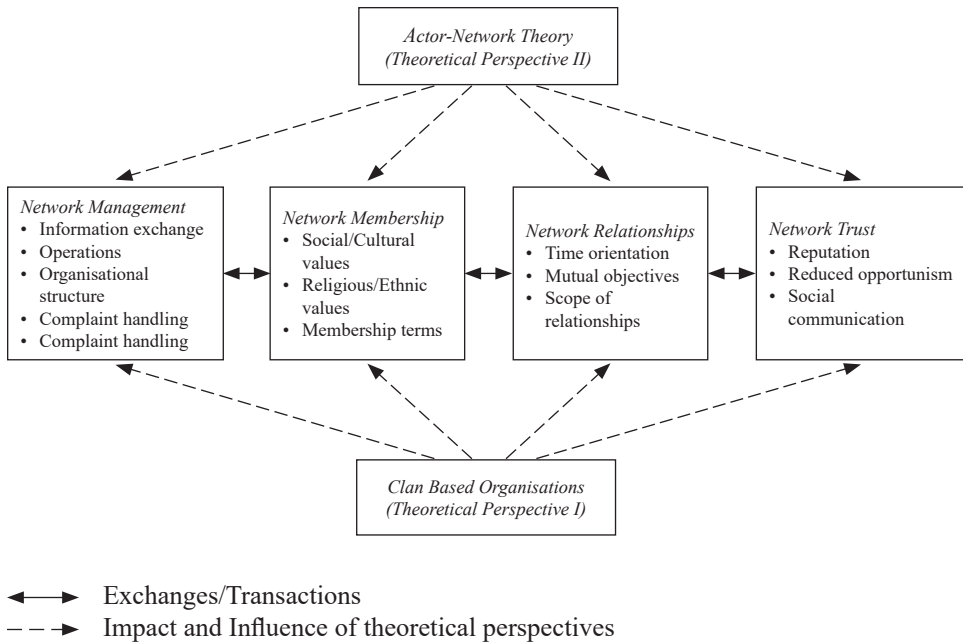 Actor-Network Theory
(Theoretical Perspective II)
Network Management
• Information exchange
• Operations
• Organisational
structure
• Complaint handling
• Complaint handling
Network Membership
• Social/Cultural
values
• Religious/Ethnic
values
• Membership terms
Network Relationships
• Time orientation
• Mutual objectives
• Scope of
relationships
Network Trust
• Reputation
• Reduced opportunism
• Social
communication
Clan Based Organisations
(Theoretical Perspective I)
Exchanges/Transactions
Impact and Influence of theoretical perspectives